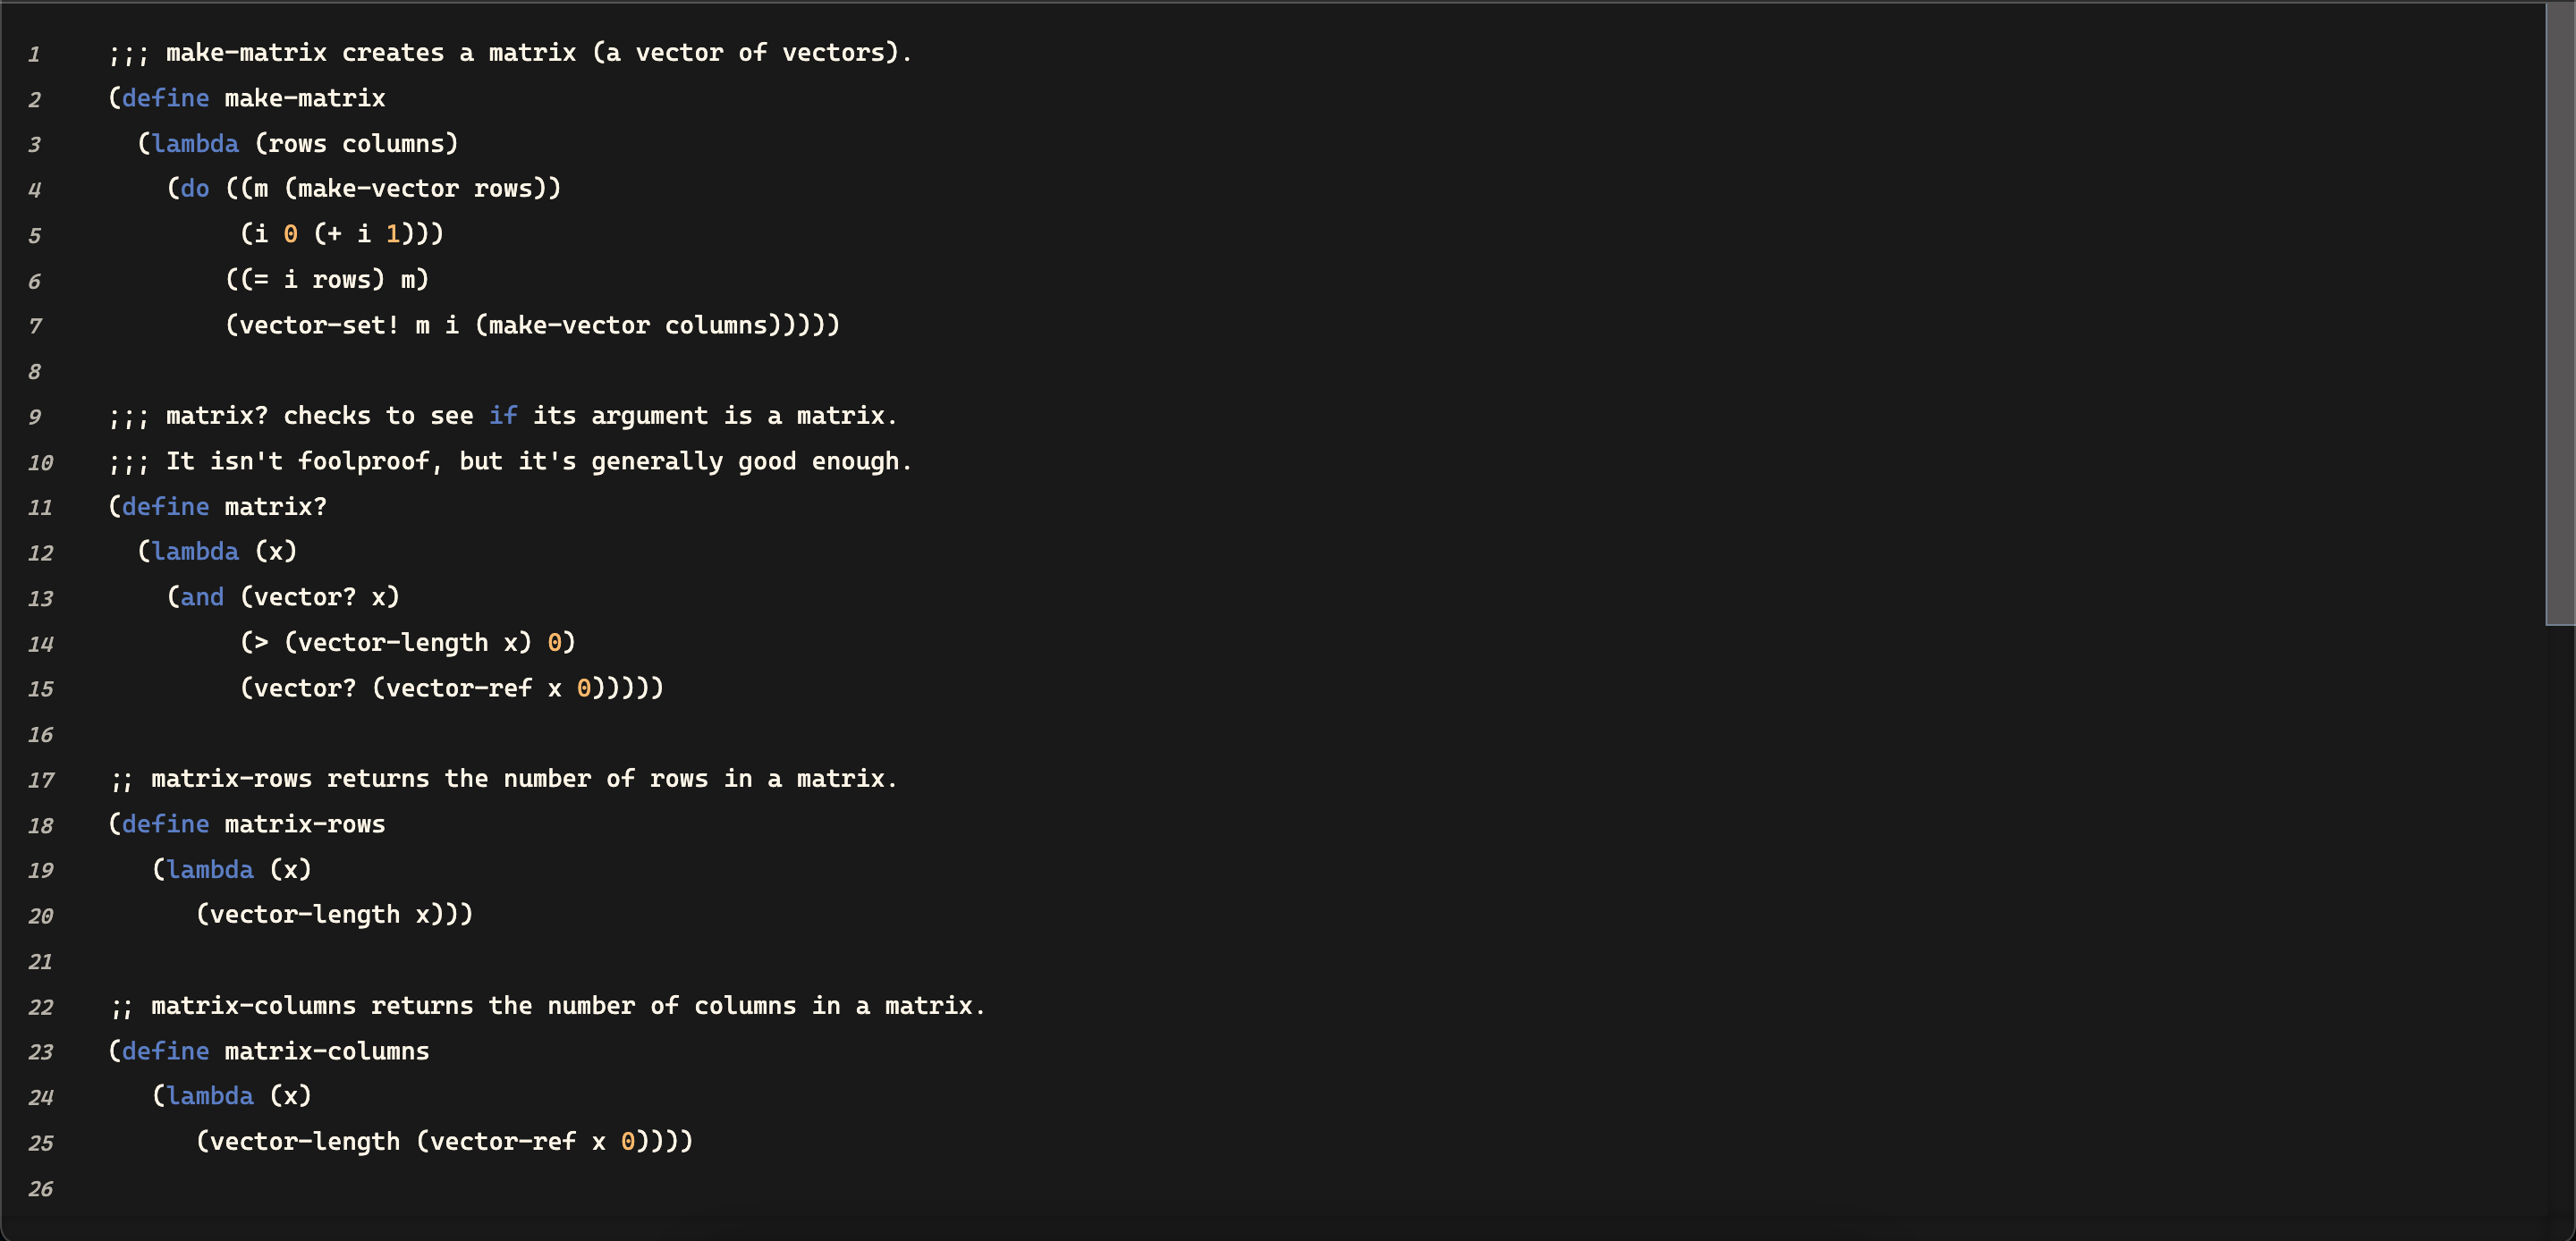 1 ;;; make-matrix creates a matrix (a vector of vectors).
2 (define make-matrix
3   (lambda (rows columns)
4     (do ((m (make-vector rows))
5          (i 0 (+ i 1)))
6         ((= i rows) m)
7         (vector-set! m i (make-vector columns)))))
8
9 ;;; matrix? checks to see if its argument is a matrix.
10 ;;; It isn't foolproof, but it's generally good enough.
11 (define matrix?
12   (lambda (x)
13     (and (vector? x)
14          (> (vector-length x) 0)
15          (vector? (vector-ref x 0)))))
16
17 ;; matrix-rows returns the number of rows in a matrix.
18 (define matrix-rows
19    (lambda (x)
20       (vector-length x)))
21
22 ;; matrix-columns returns the number of columns in a matrix.
23 (define matrix-columns
24    (lambda (x)
25       (vector-length (vector-ref x 0))))
26